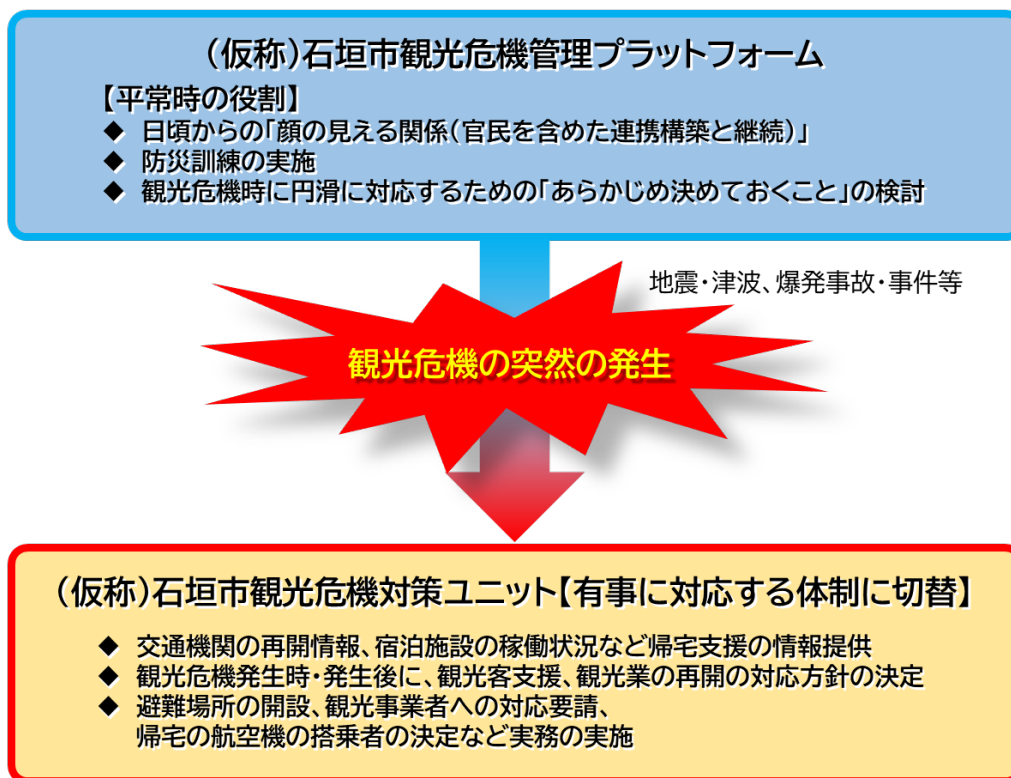 (仮称)石垣市観光危機管理プラットフォーム
【平常時の役割】
◆ 日頃からの「顔の見える関係(官民を含めた連携構築と継続)」
◆ 防災訓練の実施
◆ 観光危機時に円滑に対応するための「あらかじめ決めておくこと」の検討
地震・津波、爆発事故・事件等
観光危機の突然の発生
(仮称)石垣市観光危機対策ユニット【有事に対応する体制に切替】
◆ 交通機関の再開情報、宿泊施設の稼働状況など帰宅支援の情報提供
◆ 観光危機発生時・発生後に、観光客支援、観光業の再開の対応方針の決定
◆ 避難場所の開設、観光事業者への対応要請、
帰宅の航空機の搭乗者の決定など実務の実施